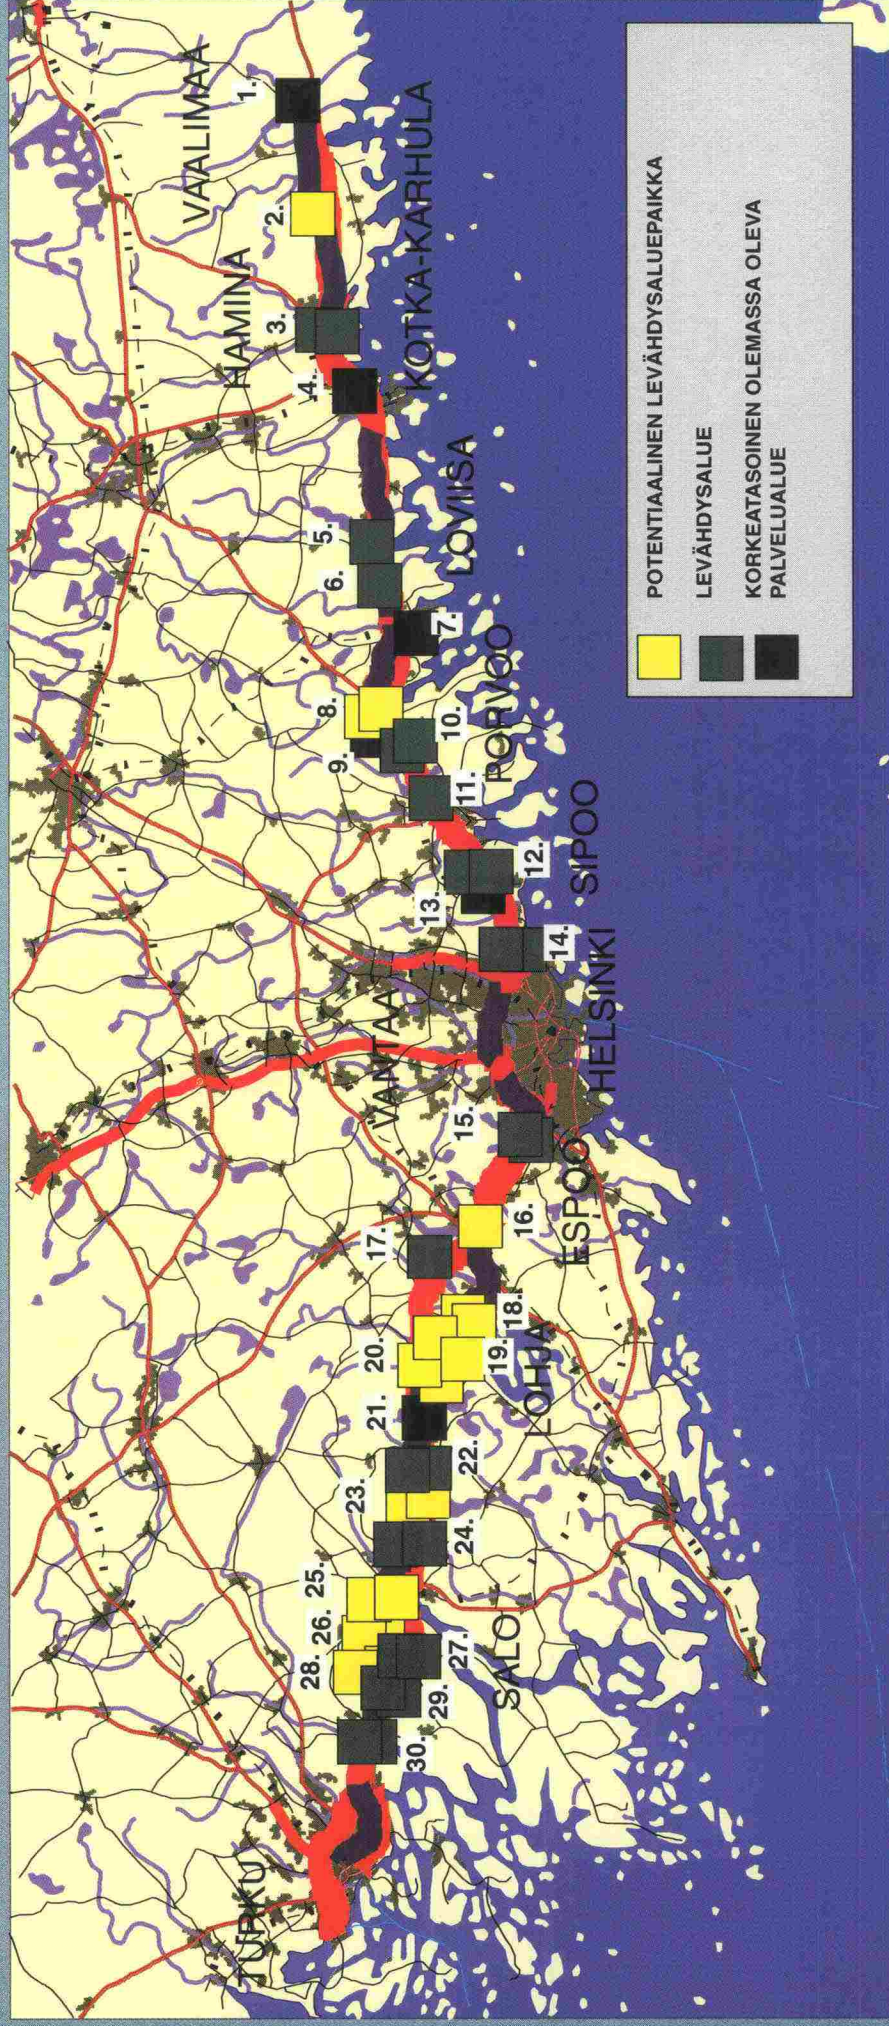 VAALIMAA
HAMINA
KOTKA-KARHULA
LOVIISA
PORVOO
SIPOO
HELSINKI
VANTAA
ESPOO
LOHJA
SALO
TURKU
1.
2.
3.
4.
5.
6.
7.
8.
9.
10.
11.
12.
13.
14.
15.
16.
17.
18.
19.
20.
21.
22.
23.
24.
25.
26.
27.
28.
29.
30.
POTENTIAALINEN LEVÄHDYSALUEPAIKKA
LEVÄHDYSALUE
KORKEATASOINEN OLEMASSA OLEVA
PALVELUALUE